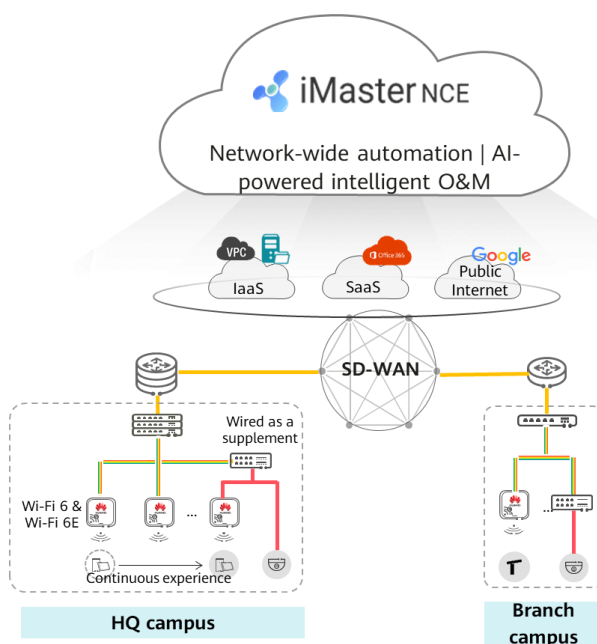 iMaster NCE
Network-wide automation | AI-
powered intelligent O&M
VPC
IaaS
Office 365
SaaS
Google
Public
Internet
SD-WAN
Wired as a
supplement
Wi-Fi 6 &
Wi-Fi 6E
...
...
Continuous experience
HQ campus
Branch
campus